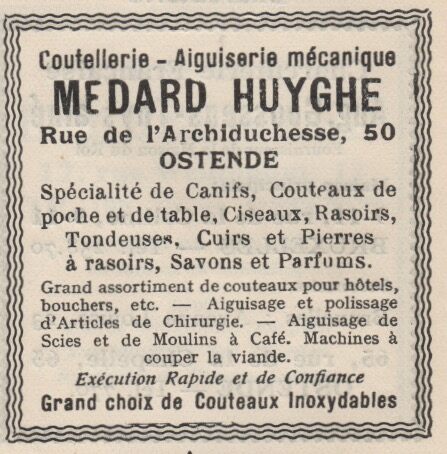 Coutellerie - Aiguiserie mécanique
MEDARD HUYGHE
Rue de l'Archiduchesse, 50
OSTENDE
Spécialité de Canifs, Couteaux de
poche et de table, Ciseaux, Rasoirs,
Tondeuses, Cuirs et Pierres
à rasoirs, Savons et Parfums.
Grand assortiment de couteaux pour hôtels,
bouchers, etc. — Aiguisage et polissage
d'Articles de Chirurgie. — Aiguisage de
Scies et de Moulins à Café. Machines à
couper la viande.
Exécution Rapide et de Confiance
Grand choix de Couteaux Inoxydables